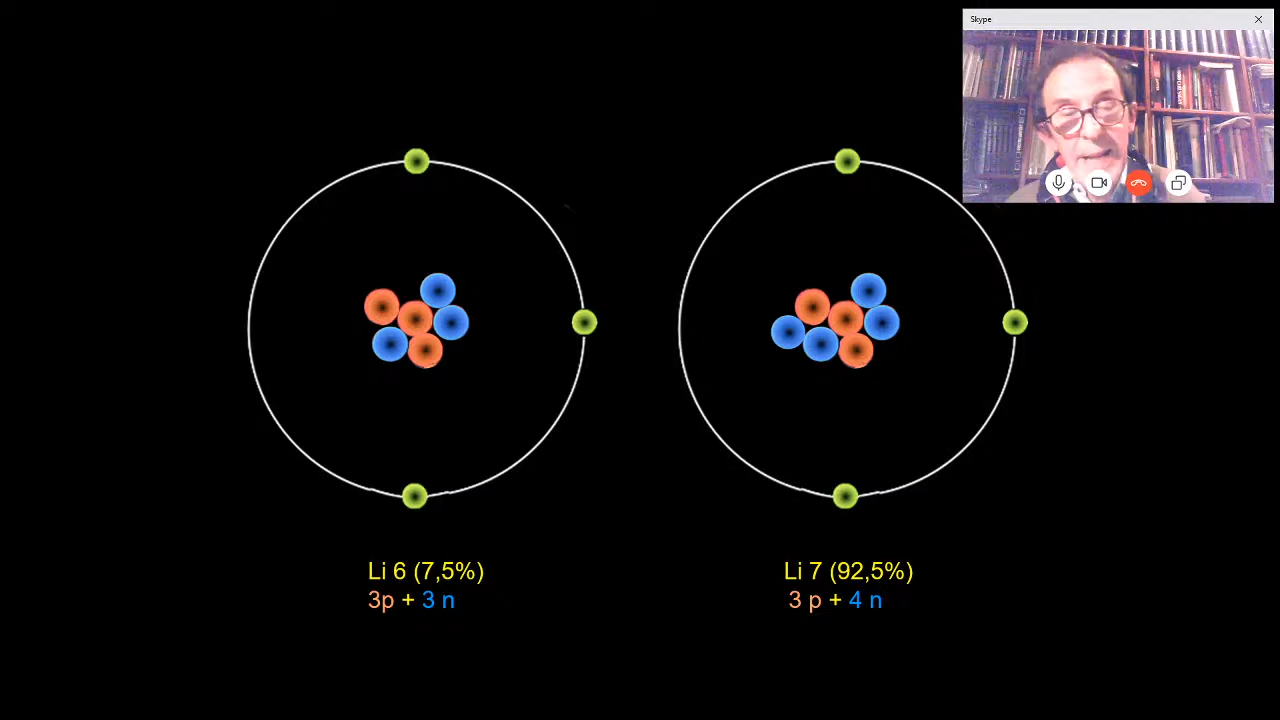 Skype
Li 6 (7,5%)
3p + 3 n
Li 7 (92,5%)
3 p + 4 n